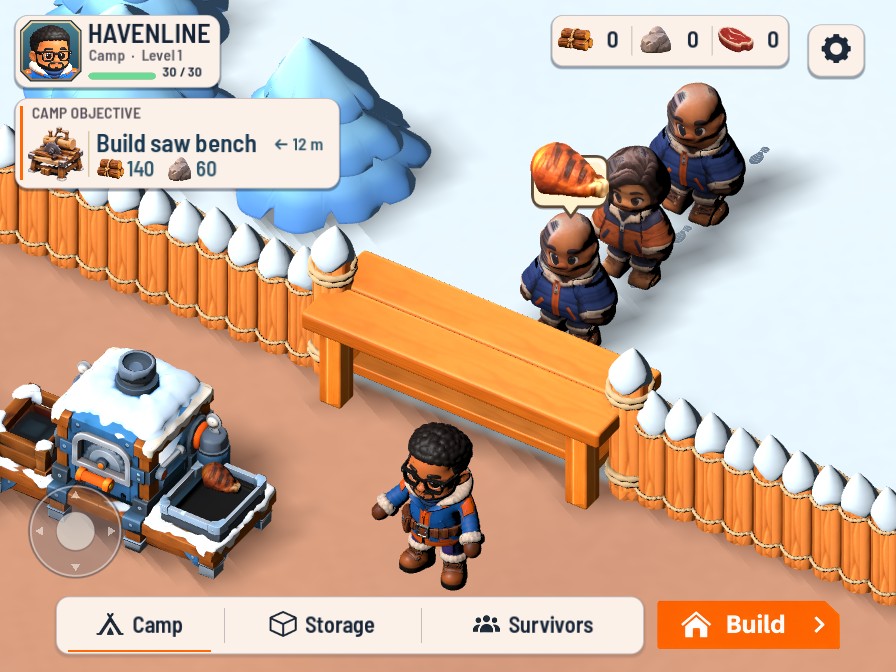 HAVENLINE
Camp · Level 1
30 / 30
0 0 0
CAMP OBJECTIVE
Build saw bench ← 12 m
140 60
Camp Storage Survivors Build